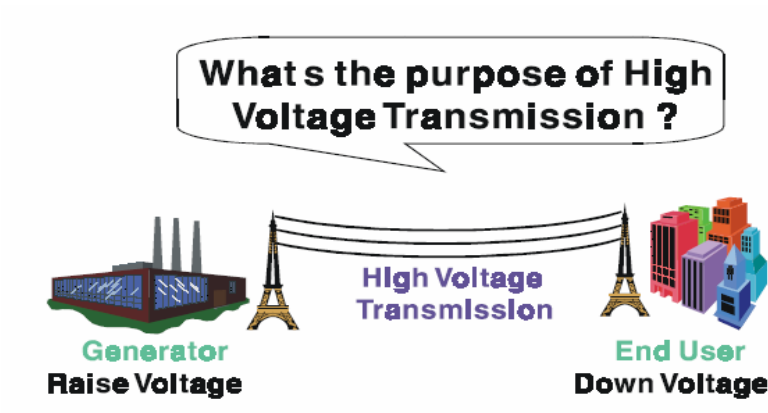 What s the purpose of High
Voltage Transmission ?
High Voltage
Transmission
Generator
Raise Voltage
End User
Down Voltage